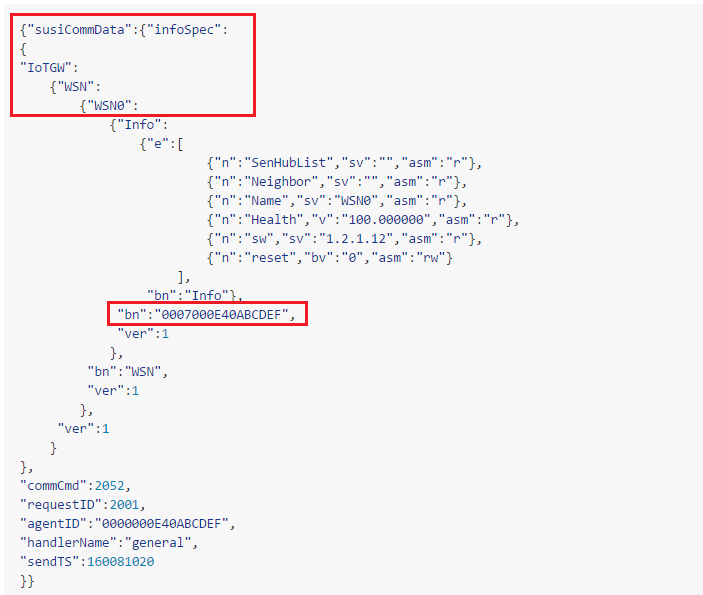 {"susiCommData":{"infoSpec":
{
"IoTGW":
{"WSN":
{"WSN0":
{"Info":
{"e":[
{"n":"SenHubList","sv":"","asm":"r"},
{"n":"Neighbor","sv":"","asm":"r"},
{"n":"Name","sv":"WSN0","asm":"r"},
{"n":"Health","v":"100.000000","asm":"r"},
{"n":"sw","sv":"1.2.1.12","asm":"r"},
{"n":"reset","bv":"0","asm":"rw"}
],
"bn":"Info"},
"bn":"0007000E40ABCDEF",
"ver":1
},
"bn":"WSN",
"ver":1
},
"ver":1
}
},
"commCmd":2052,
"requestID":2001,
"agentID":"0000000E40ABCDEF",
"handlerName":"general",
"sendTS":160081020
}}